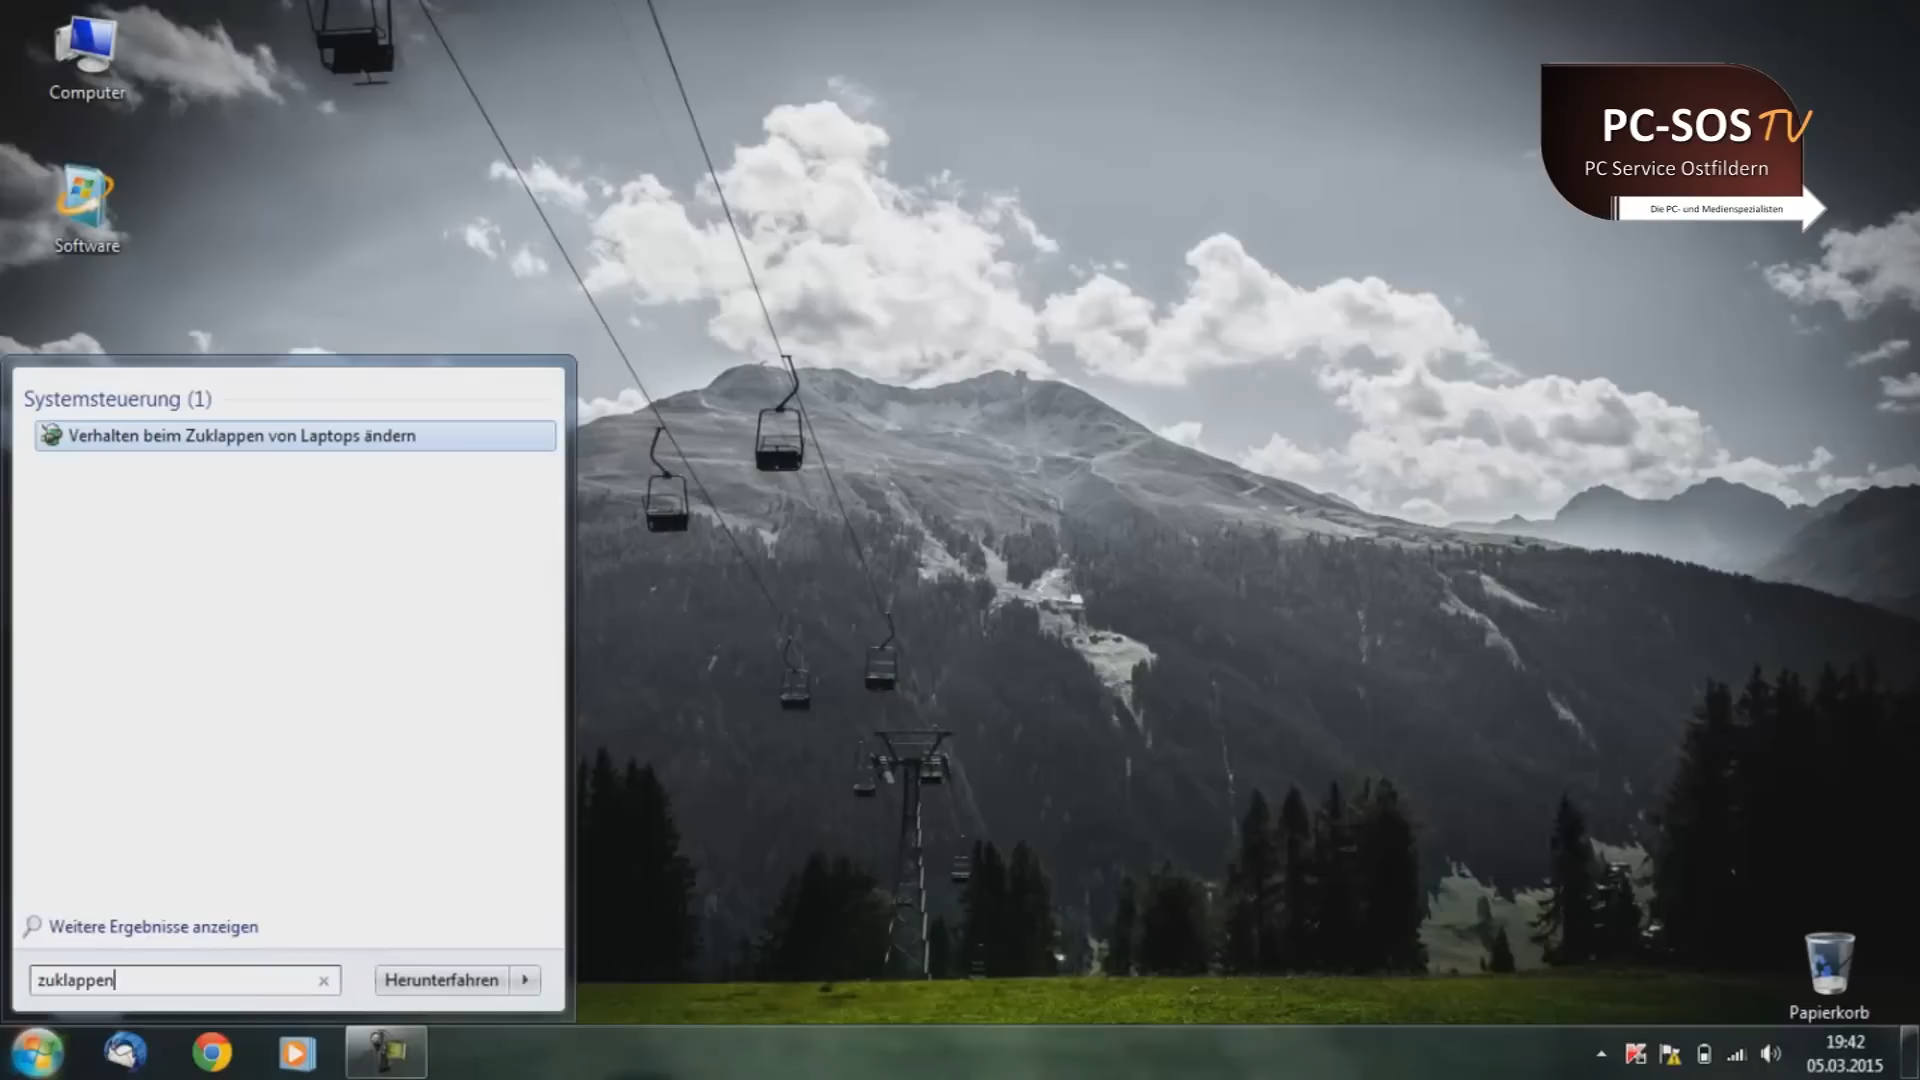 Computer
Software
PC-SOS TV
PC Service Ostfildern
Die PC- und Medienspezialisten
Systemsteuerung (1)
Verhalten beim Zuklappen von Laptops ändern
Weitere Ergebnisse anzeigen
zuklappen
Herunterfahren
Papierkorb
19:42
05.03.2015